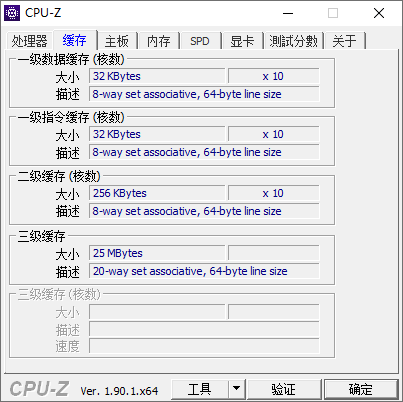 CPU-Z
处理器 缓存 主板 内存 SPD 显卡 測試分數 关于
一级数据缓存 (核数)
大小 32 KBytes x 10
描述 8-way set associative, 64-byte line size
一级指令缓存 (核数)
大小 32 KBytes x 10
描述 8-way set associative, 64-byte line size
二级缓存 (核数)
大小 256 KBytes x 10
描述 8-way set associative, 64-byte line size
三级缓存
大小 25 MBytes
描述 20-way set associative, 64-byte line size
三级缓存 (核数)
大小
描述
速度
CPU-Z Ver. 1.90.1.x64 工具 验证 确定